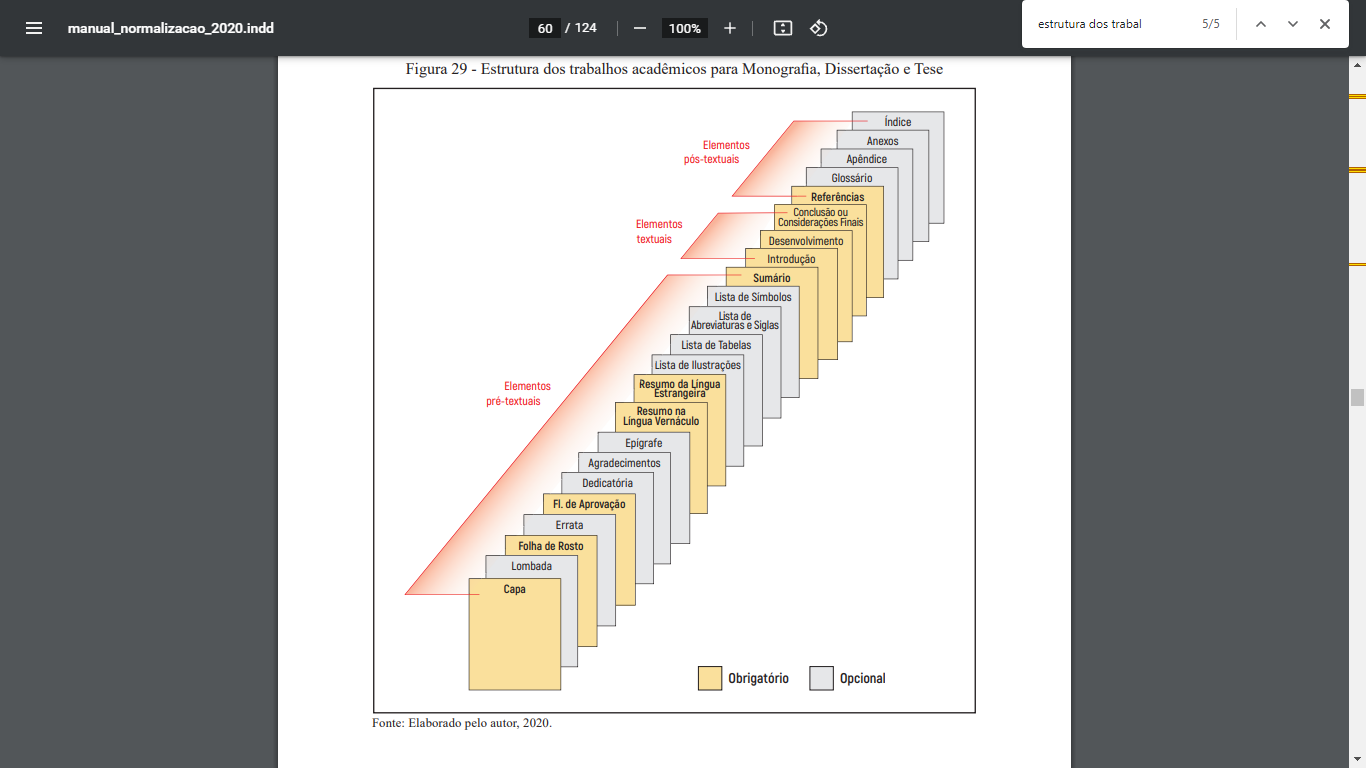 manual_normalizacao_2020.indd
60 / 124
100%
estrutura dos trabal
5/5
Figura 29 - Estrutura dos trabalhos acadêmicos para Monografia, Dissertação e Tese
Índice
Anexos
Apêndice
Glossário
Referências
Elementos
pós-textuais
Conclusão ou
Considerações Finais
Desenvolvimento
Introdução
Elementos
textuais
Sumário
Lista de Símbolos
Lista de
Abreviaturas e Siglas
Lista de Tabelas
Lista de Ilustrações
Resumo da Língua
Estrangeira
Resumo na
Língua Vernáculo
Epígrafe
Agradecimentos
Dedicatória
Fl. de Aprovação
Errata
Folha de Rosto
Lombada
Capa
Elementos
pré-textuais
Obrigatório
Opcional
Fonte: Elaborado pelo autor, 2020.